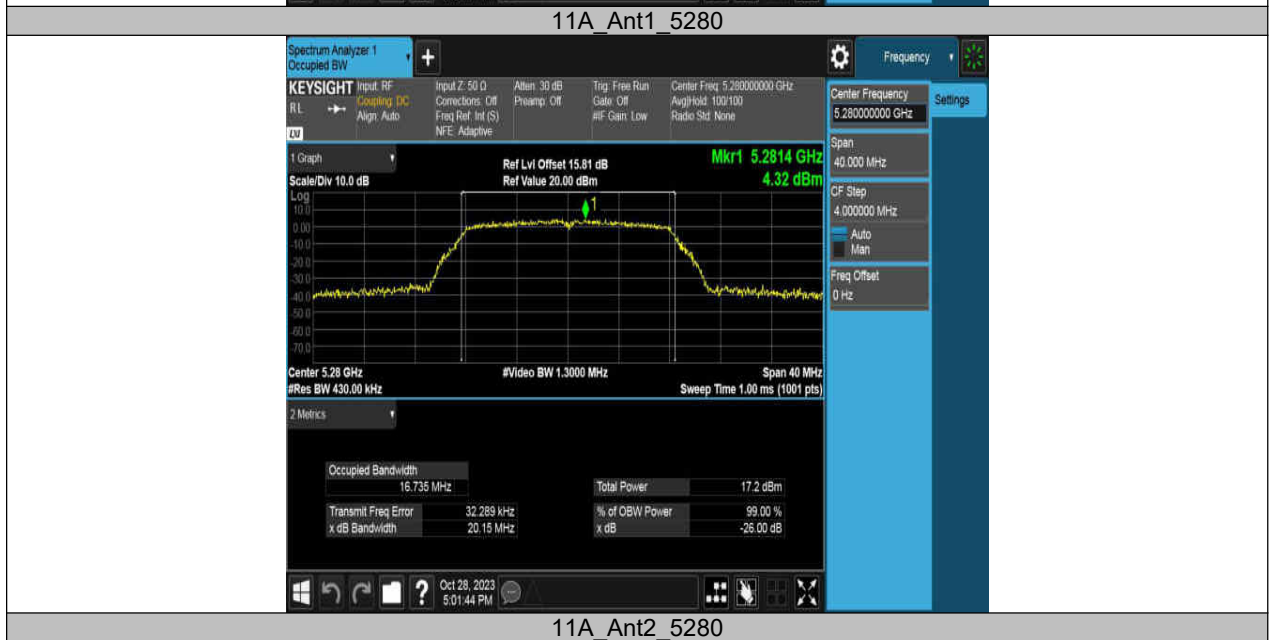 11A_Ant1_5280
Spectrum Analyzer 1
Occupied BW
+
Frequency
KEYSIGHT
RL
Input: RF
Coupling: DC
Align: Auto
Input Z: 50 Ω
Corrections: Off
Freq Ref: Int (S)
NFE: Adaptive
Atten: 30 dB
Preamp: Off
Trig: Free Run
Gate: Off
#IF Gain: Low
Center Freq: 5.280000000 GHz
Avg|Hold: 100/100
Radio Std: None
Center Frequency
5.280000000 GHz
Settings
Span
40.000 MHz
CF Step
4.000000 MHz
Auto
Man
Freq Offset
0 Hz
1 Graph
Scale/Div 10.0 dB
Ref Lvl Offset 15.81 dB
Ref Value 20.00 dBm
Mkr1 5.2814 GHz
4.32 dBm
Log
10.0
0.00
-10.0
-20.0
-30.0
-40.0
-50.0
-60.0
-70.0
1
Center 5.28 GHz
#Res BW 430.00 kHz
#Video BW 1.3000 MHz
Span 40 MHz
Sweep Time 1.00 ms (1001 pts)
2 Metrics
Occupied Bandwidth
16.735 MHz
Total Power 17.2 dBm
Transmit Freq Error 32.289 kHz
% of OBW Power 99.00 %
x dB Bandwidth 20.15 MHz
x dB -26.00 dB
?
Oct 28, 2023
5:01:44 PM
11A_Ant2_5280